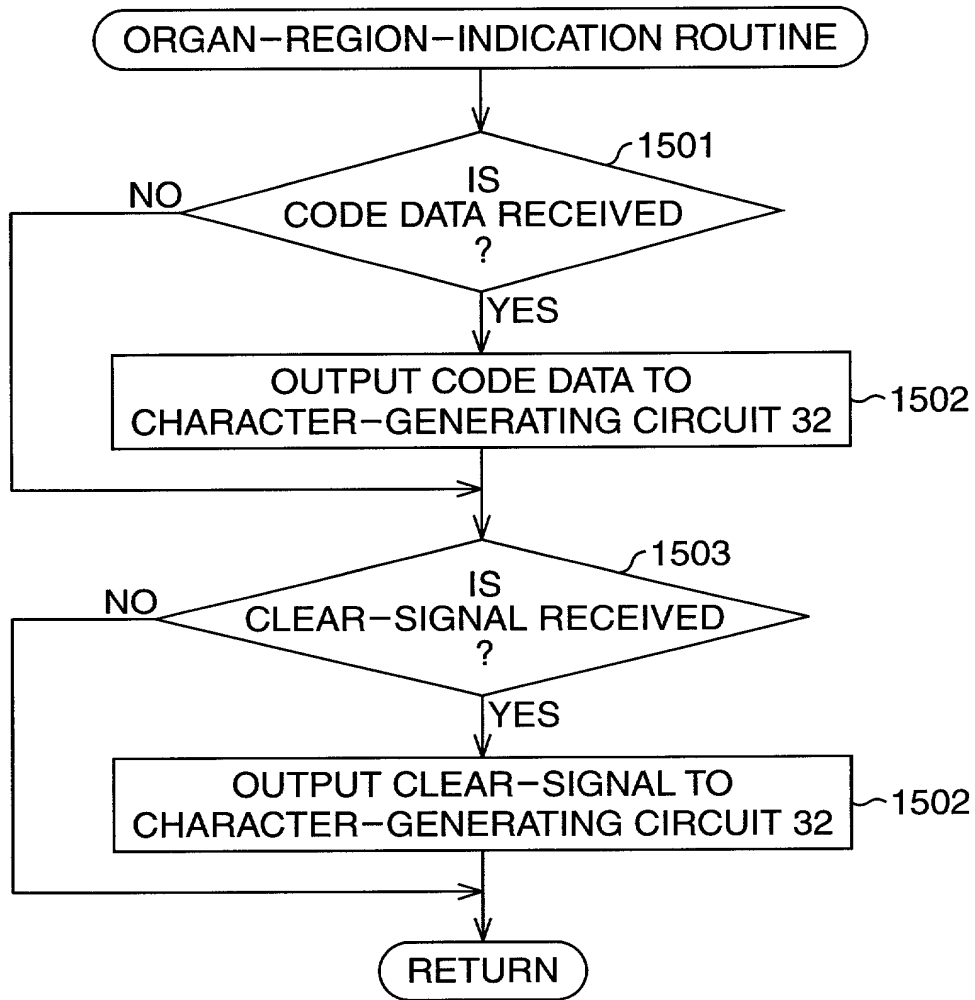 ORGAN−REGION−INDICATION ROUTINE
1501
NO
IS
CODE DATA RECEIVED
?
YES
OUTPUT CODE DATA TO
CHARACTER−GENERATING CIRCUIT 32
1502
1503
NO
IS
CLEAR−SIGNAL RECEIVED
?
YES
OUTPUT CLEAR−SIGNAL TO
CHARACTER−GENERATING CIRCUIT 32
1502
RETURN